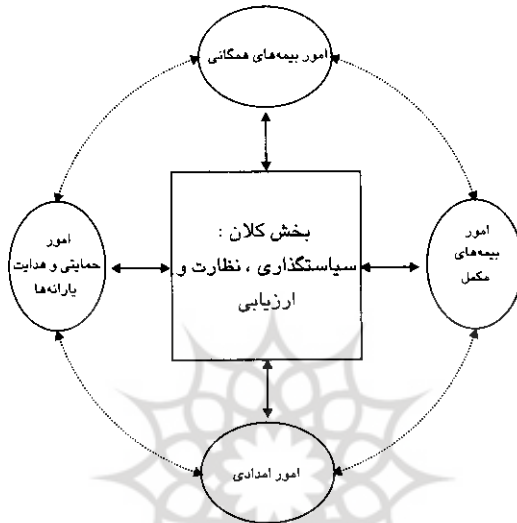 امور بیمه‌های همگانی
امور
بیمه‌های
مکمل
بخش کلان :
سیاستگذاری ، نظارت و
ارزیابی
امور
حمایتی و هدایت
یارانه‌ها
امور امدادی